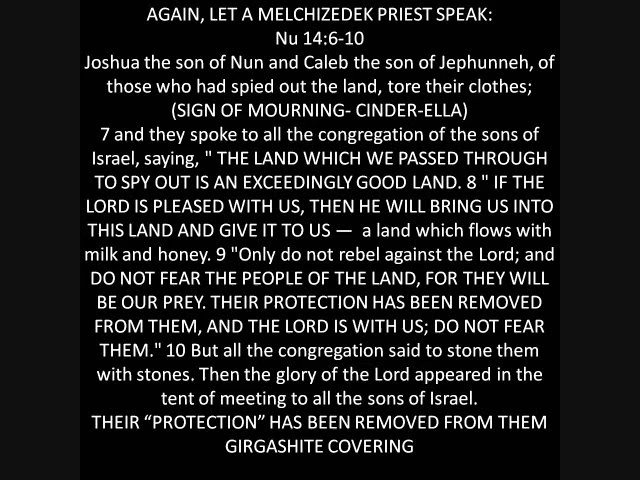 AGAIN, LET A MELCHIZEDEK PRIEST SPEAK:
Nu 14:6-10
Joshua the son of Nun and Caleb the son of Jephunneh, of
those who had spied out the land, tore their clothes;
(SIGN OF MOURNING- CINDER-ELLA)
7 and they spoke to all the congregation of the sons of
Israel, saying, " THE LAND WHICH WE PASSED THROUGH
TO SPY OUT IS AN EXCEEDINGLY GOOD LAND. 8 " IF THE
LORD IS PLEASED WITH US, THEN HE WILL BRING US INTO
THIS LAND AND GIVE IT TO US — a land which flows with
milk and honey. 9 "Only do not rebel against the Lord; and
DO NOT FEAR THE PEOPLE OF THE LAND, FOR THEY WILL
BE OUR PREY. THEIR PROTECTION HAS BEEN REMOVED
FROM THEM, AND THE LORD IS WITH US; DO NOT FEAR
THEM." 10 But all the congregation said to stone them
with stones. Then the glory of the Lord appeared in the
tent of meeting to all the sons of Israel.
THEIR “PROTECTION” HAS BEEN REMOVED FROM THEM
GIRGASHITE COVERING